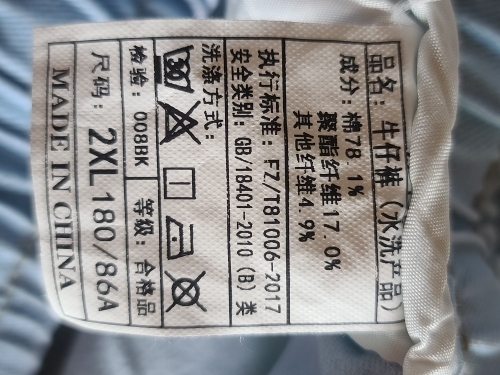 品名：牛仔裤（水洗产品）
成分：棉78.1%
聚酯纤维17.0%
其他纤维4.9%
执行标准：FZ/T81006-2017
安全类别：GB/18401-2010（B）类
洗涤方式：
检验：008BK 等级：合格品
尺码：2XL 180/86A
MADE IN CHINA